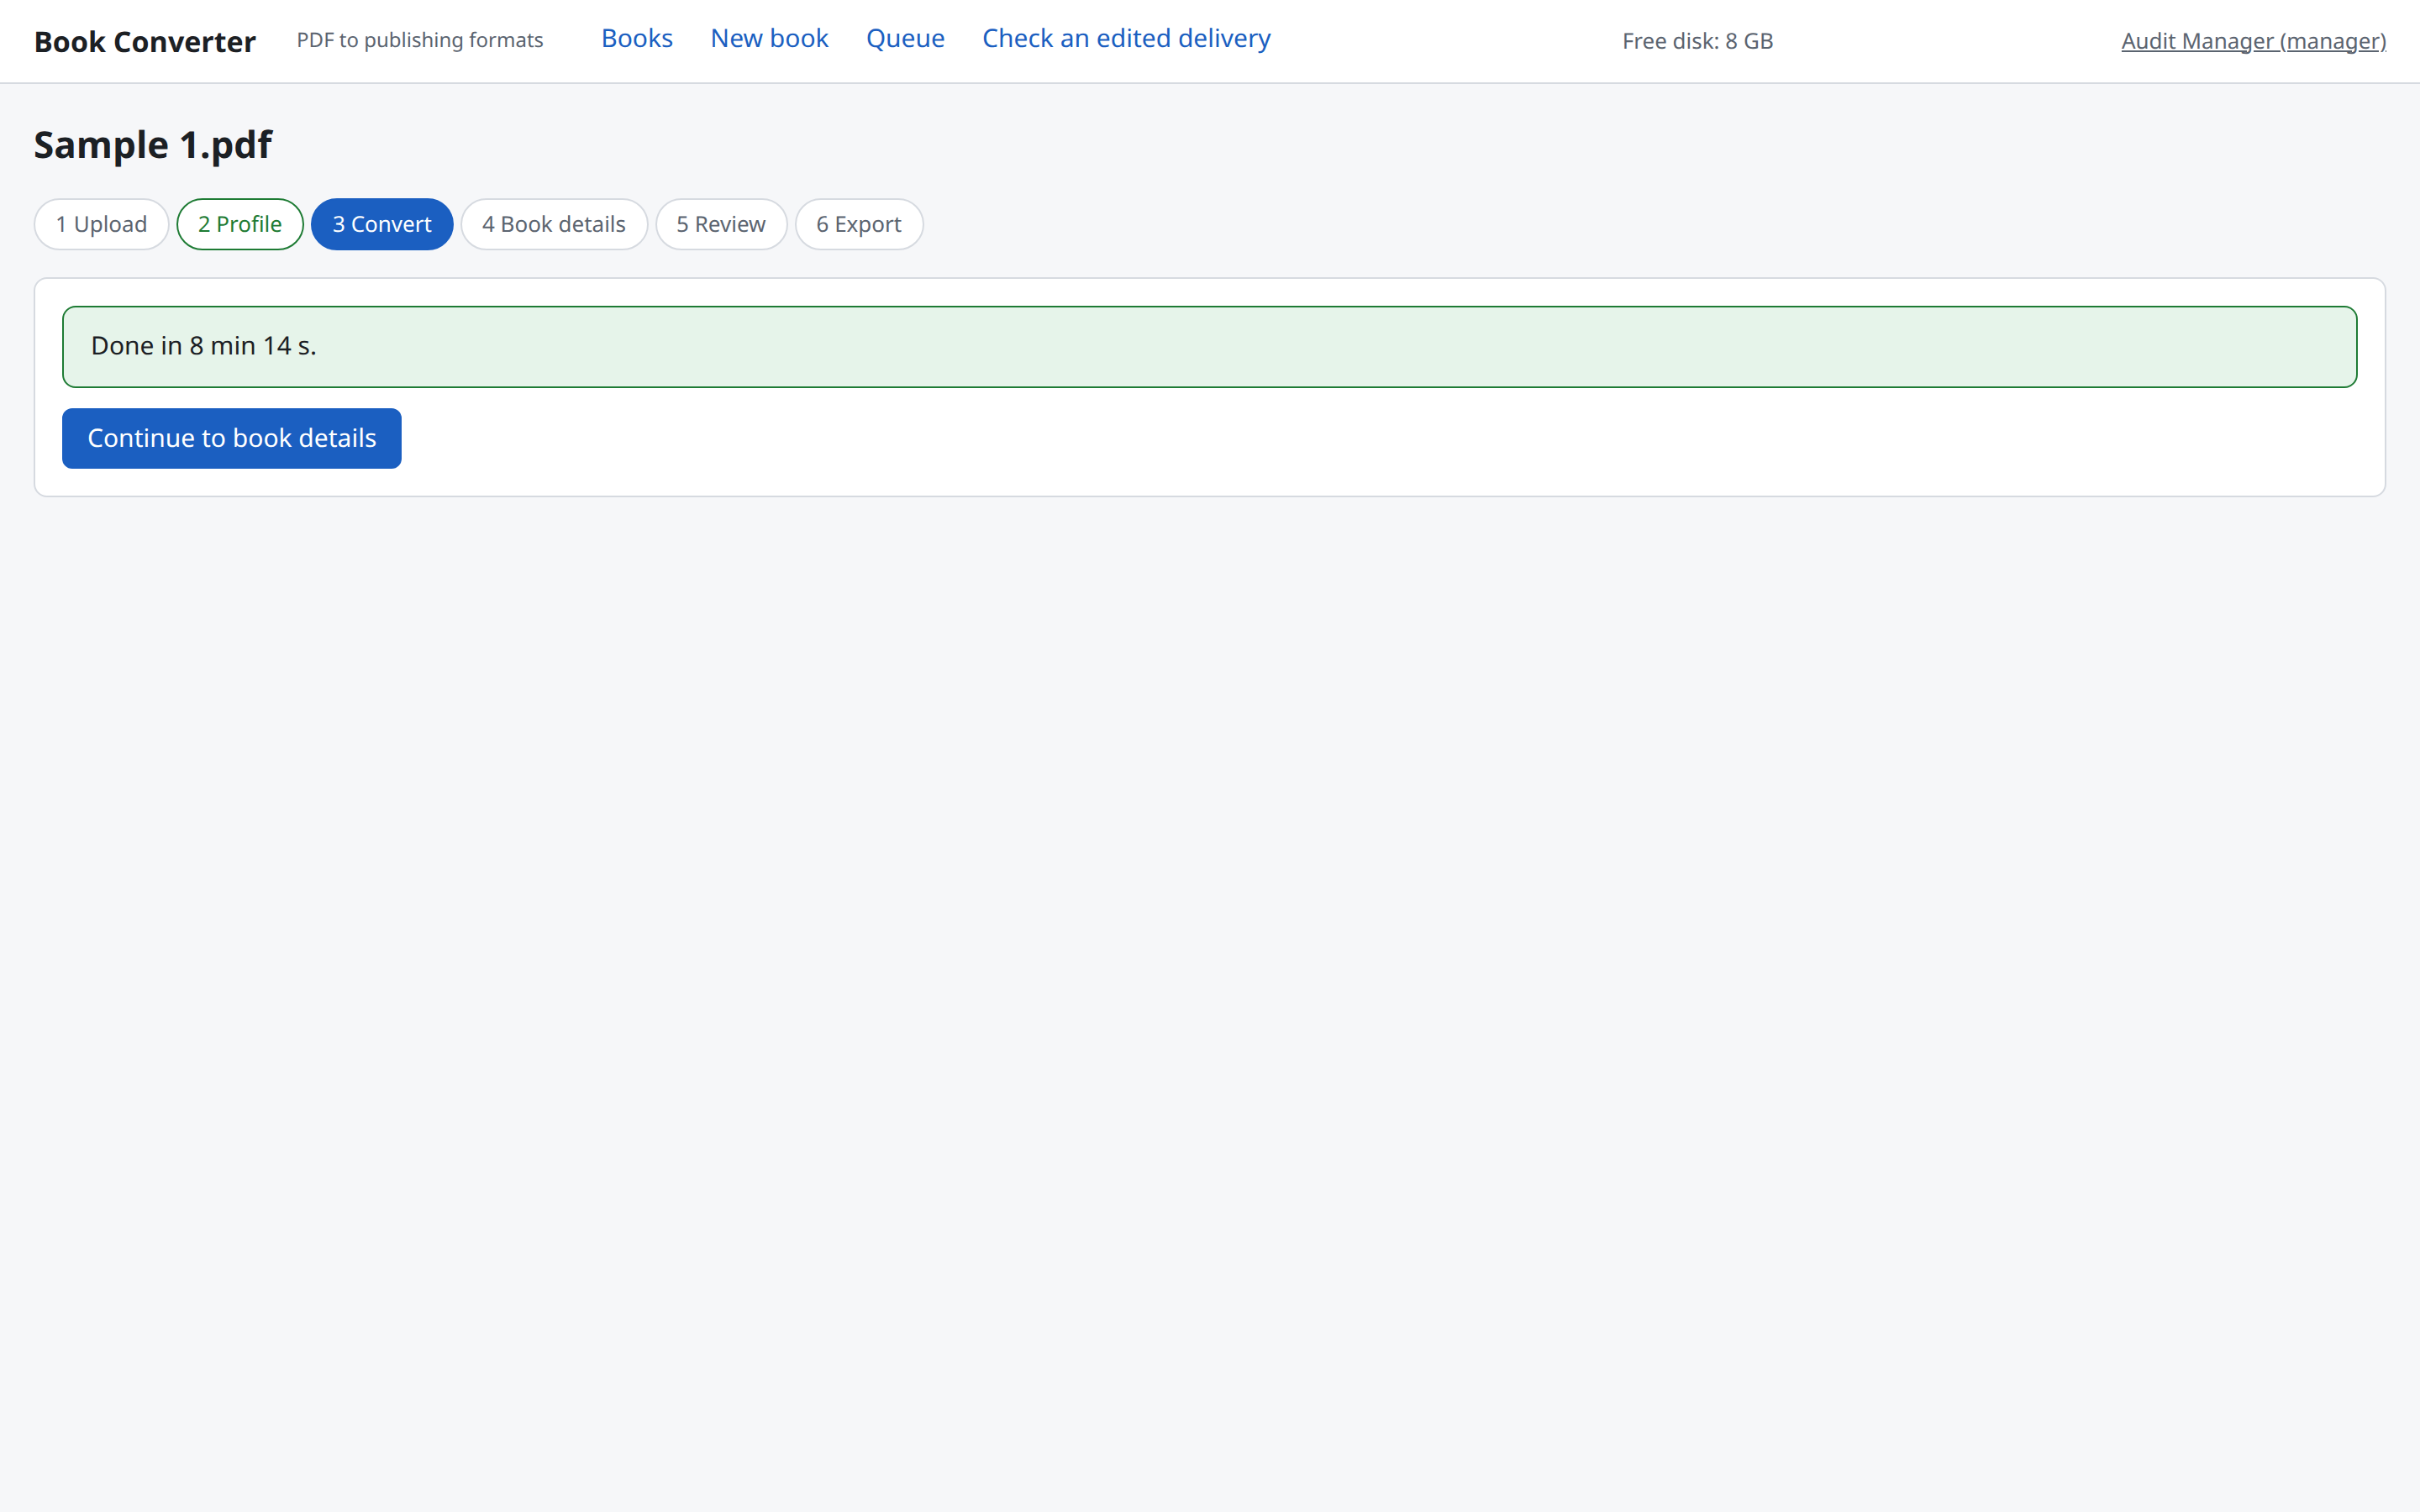 Book Converter PDF to publishing formats Books New book Queue Check an edited delivery Free disk: 8 GB Audit Manager (manager)
Sample 1.pdf
1 Upload 2 Profile 3 Convert 4 Book details 5 Review 6 Export
Done in 8 min 14 s.
Continue to book details